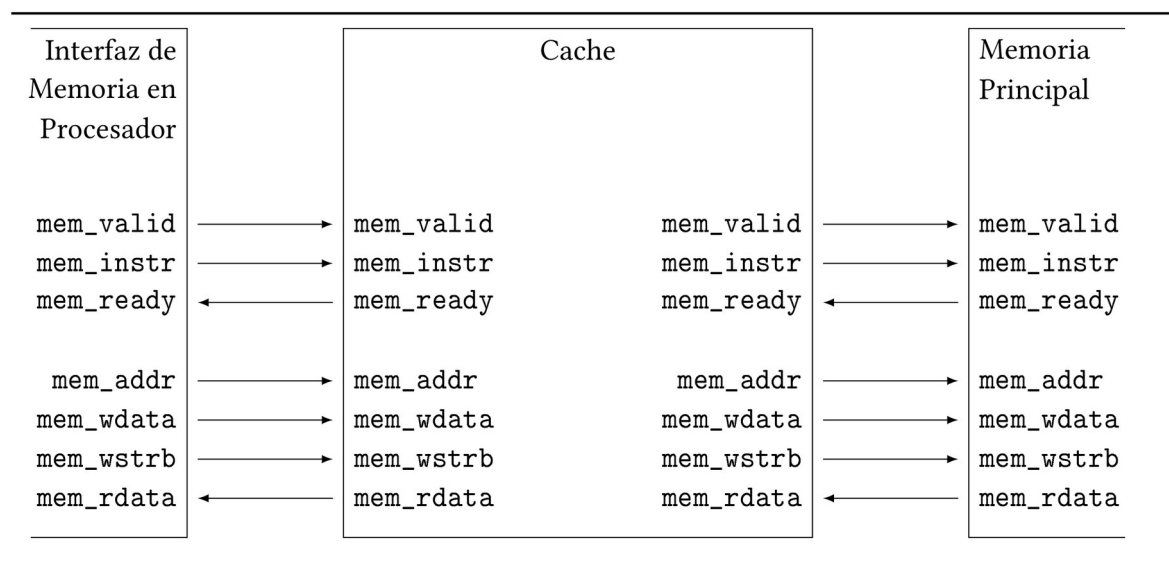 Interfaz de
Memoria en
Procesador
Cache
Memoria
Principal
mem_valid mem_valid mem_valid mem_valid
mem_instr mem_instr mem_instr mem_instr
mem_ready mem_ready mem_ready mem_ready
mem_addr mem_addr mem_addr mem_addr
mem_wdata mem_wdata mem_wdata mem_wdata
mem_wstrb mem_wstrb mem_wstrb mem_wstrb
mem_rdata mem_rdata mem_rdata mem_rdata